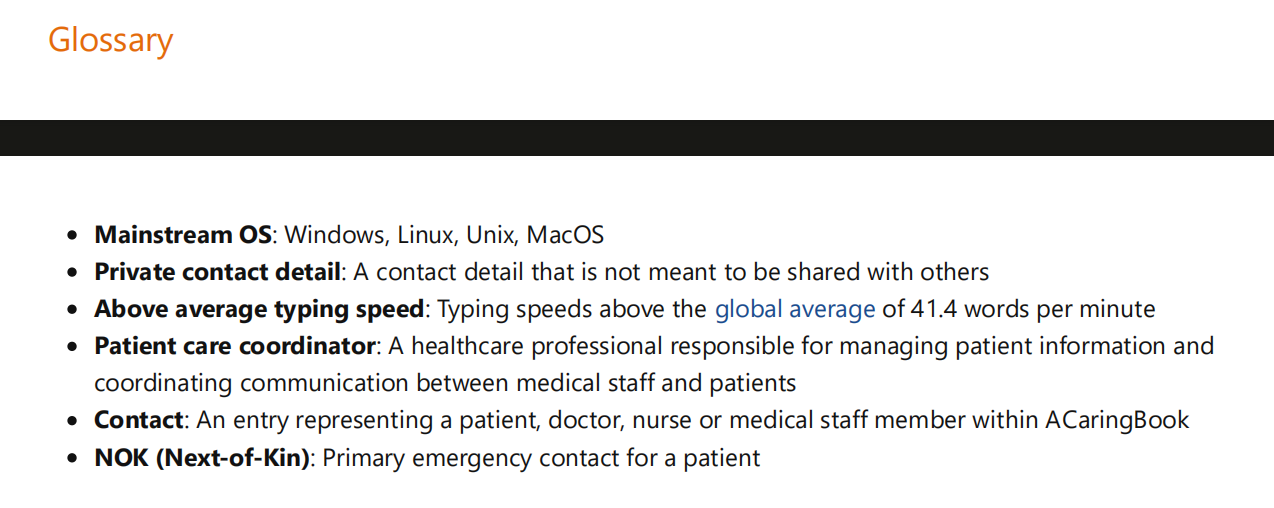 Glossary
Mainstream OS: Windows, Linux, Unix, MacOS
Private contact detail: A contact detail that is not meant to be shared with others
Above average typing speed: Typing speeds above the global average of 41.4 words per minute
Patient care coordinator: A healthcare professional responsible for managing patient information and
coordinating communication between medical staff and patients
Contact: An entry representing a patient, doctor, nurse or medical staff member within ACaringBook
NOK (Next-of-Kin): Primary emergency contact for a patient